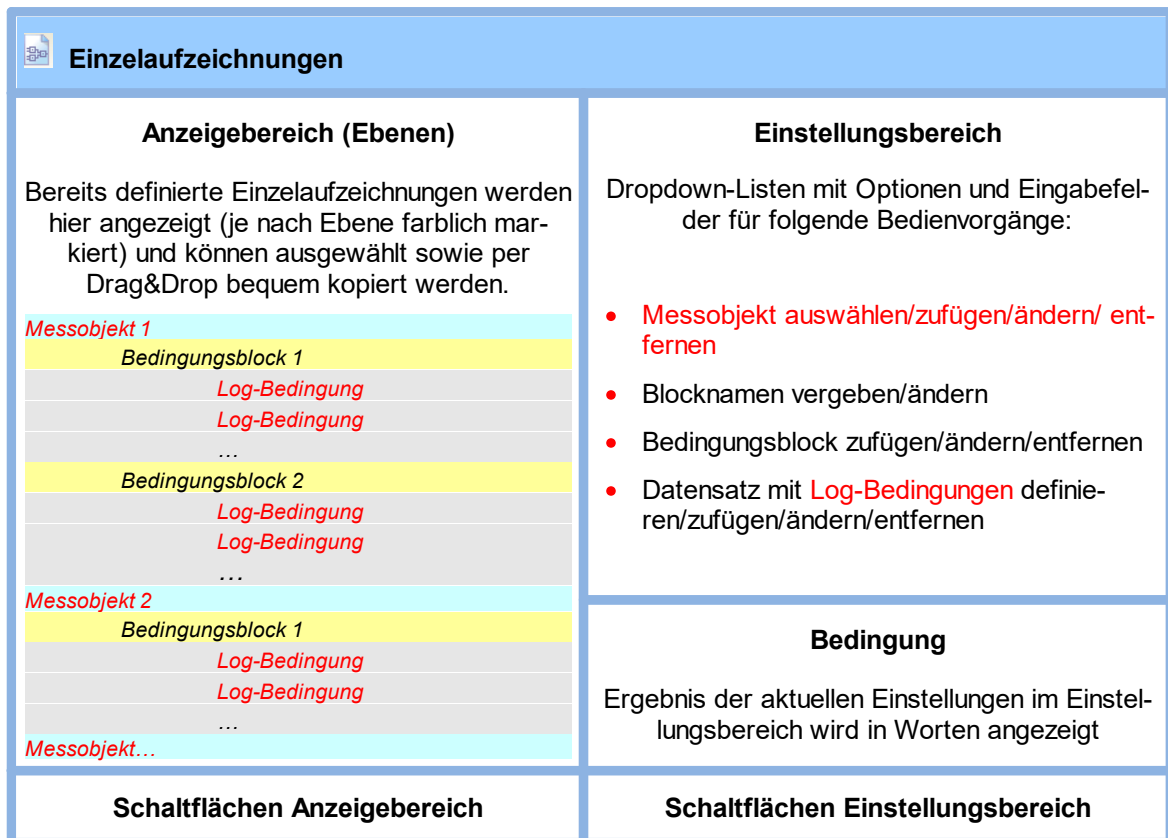 Einzelaufzeichnungen
Anzeigebereich (Ebenen)
Bereits definierte Einzelaufzeichnungen werden
hier angezeigt (je nach Ebene farblich mar-
kiert) und können ausgewählt sowie per
Drag&Drop bequem kopiert werden.
Messobjekt 1
Bedingungsblock 1
Log-Bedingung
Log-Bedingung
…
Bedingungsblock 2
Log-Bedingung
Log-Bedingung
…
Messobjekt 2
Bedingungsblock 1
Log-Bedingung
Log-Bedingung
…
Messobjekt…
Einstellungsbereich
Dropdown-Listen mit Optionen und Eingabefel-
der für folgende Bedienvorgänge:
• Messobjekt auswählen/zufügen/ändern/ ent-
fernen
• Blocknamen vergeben/ändern
• Bedingungsblock zufügen/ändern/entfernen
• Datensatz mit Log-Bedingungen definie-
ren/zufügen/ändern/entfernen
Bedingung
Ergebnis der aktuellen Einstellungen im Einstel-
lungsbereich wird in Worten angezeigt
Schaltflächen Anzeigebereich
Schaltflächen Einstellungsbereich